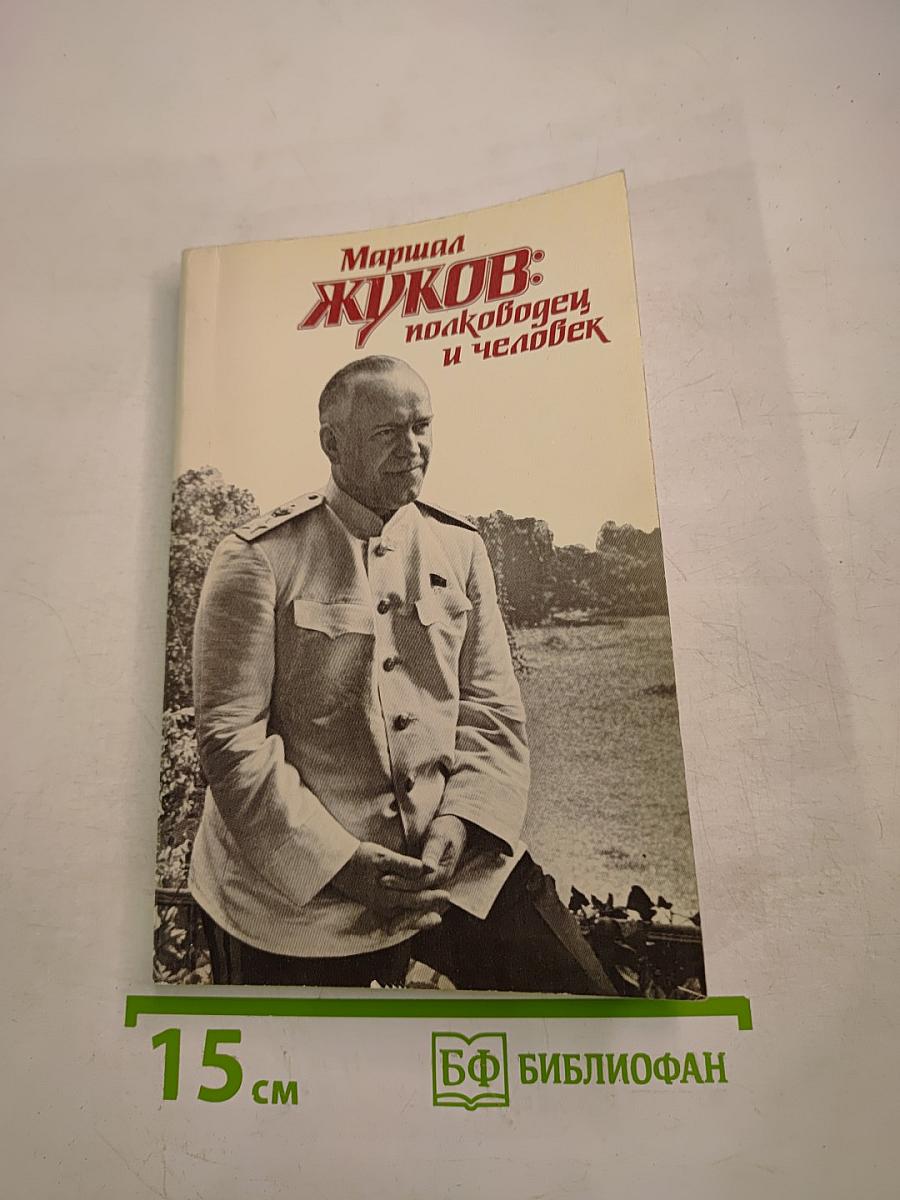 Маршал
ЖУКОВ:
полководец
и человек
15 см
БФ БИБЛИОФАН